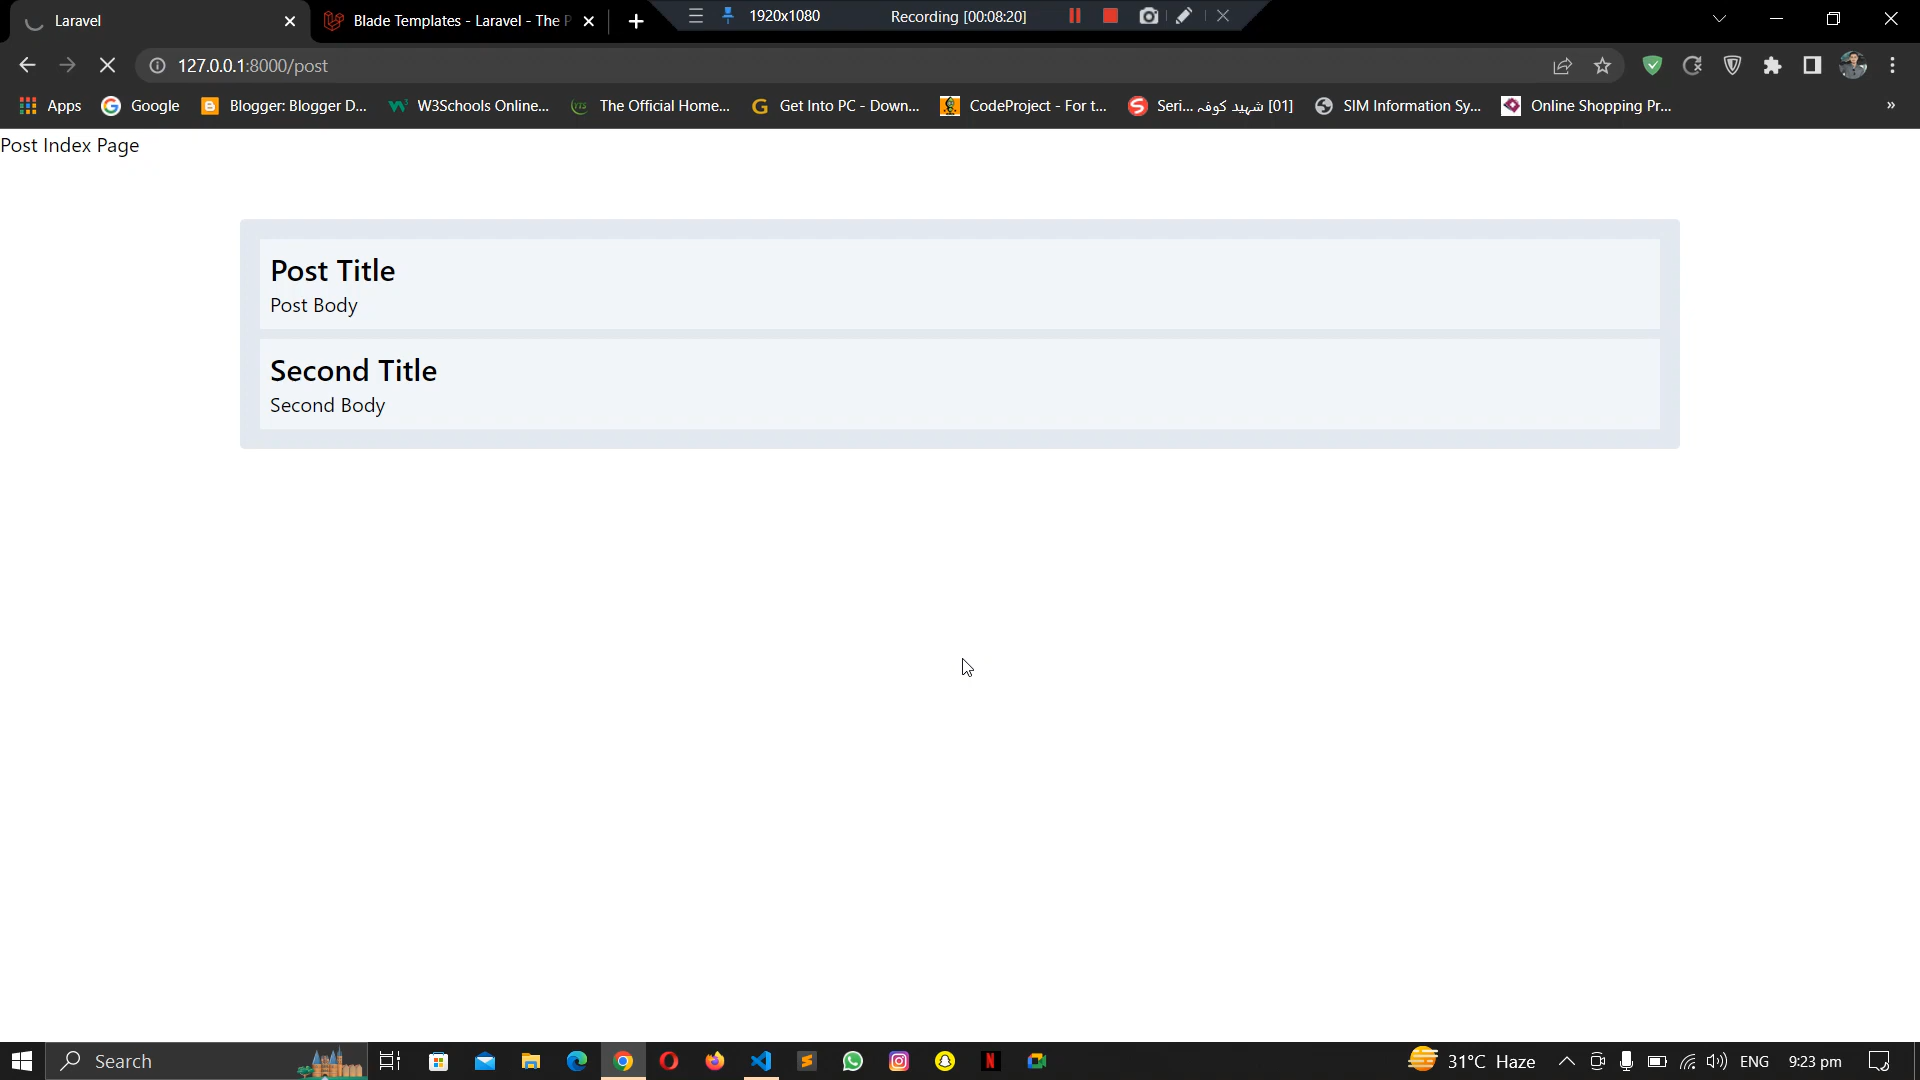 Laravel
Blade Templates - Laravel - The P
1920x1080
Recording [00:08:20]
127.0.0.1:8000/post
Apps
Google
Blogger: Blogger D...
W3Schools Online...
The Official Home...
Get Into PC - Down...
CodeProject - For t...
Seri... شهید کوفہ [01]
SIM Information Sy...
Online Shopping Pr...
»
Post Index Page
Post Title
Post Body
Second Title
Second Body
Search
31°C Haze
ENG
9:23 pm